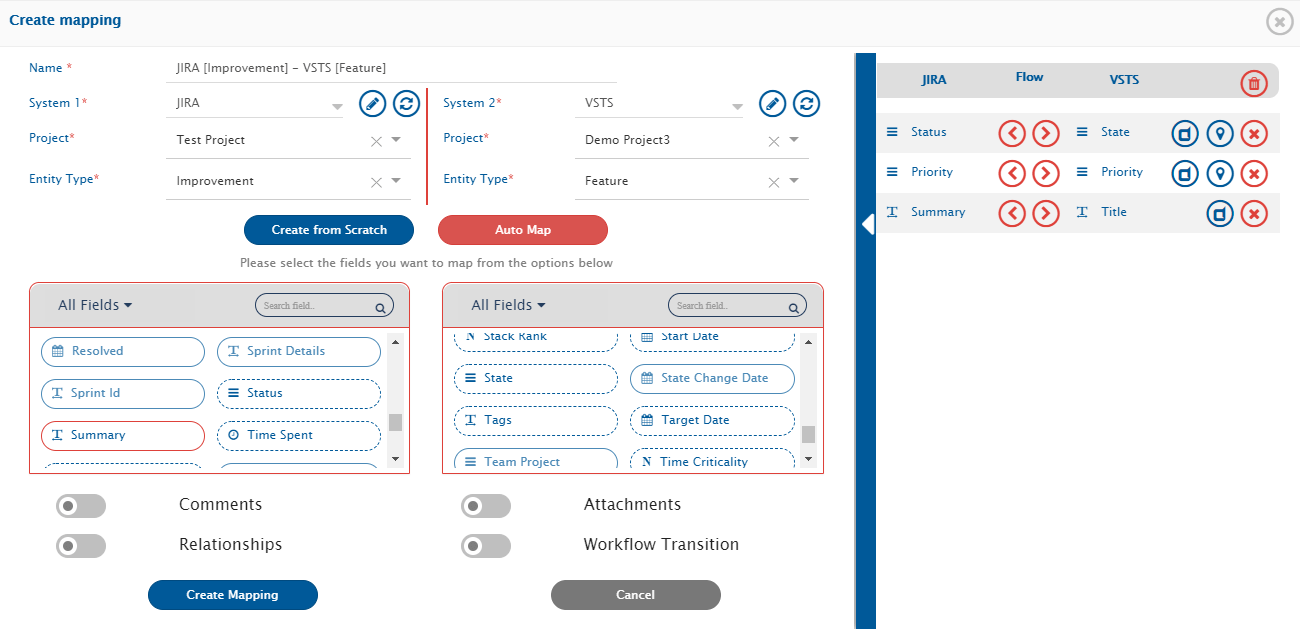 Create mapping
Name *
JIRA [Improvement] – VSTS [Feature]
System 1*
JIRA
System 2*
VSTS
Project*
Test Project
Project*
Demo Project3
Entity Type*
Improvement
Entity Type*
Feature
Create from Scratch
Auto Map
Please select the fields you want to map from the options below
All Fields
Search field..
Resolved
Sprint Details
Sprint Id
Status
Summary
Time Spent
All Fields
Search field..
Stack Rank
Start Date
State
State Change Date
Tags
Target Date
Team Project
Time Criticality
Comments
Attachments
Relationships
Workflow Transition
Create Mapping
Cancel
JIRA
Flow
VSTS
Status
State
Priority
Priority
Summary
Title